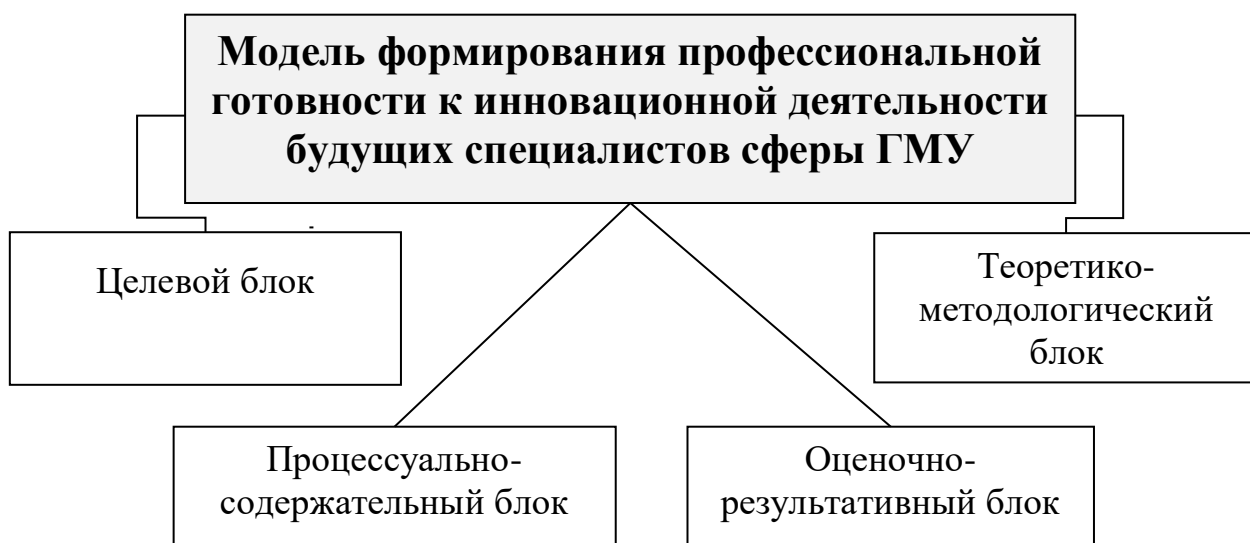 Модель формирования профессиональной
готовности к инновационной деятельности
будущих специалистов сферы ГМУ
Целевой блок
Теоретико-
методологический
блок
Процессуально-
содержательный блок
Оценочно-
результативный блок